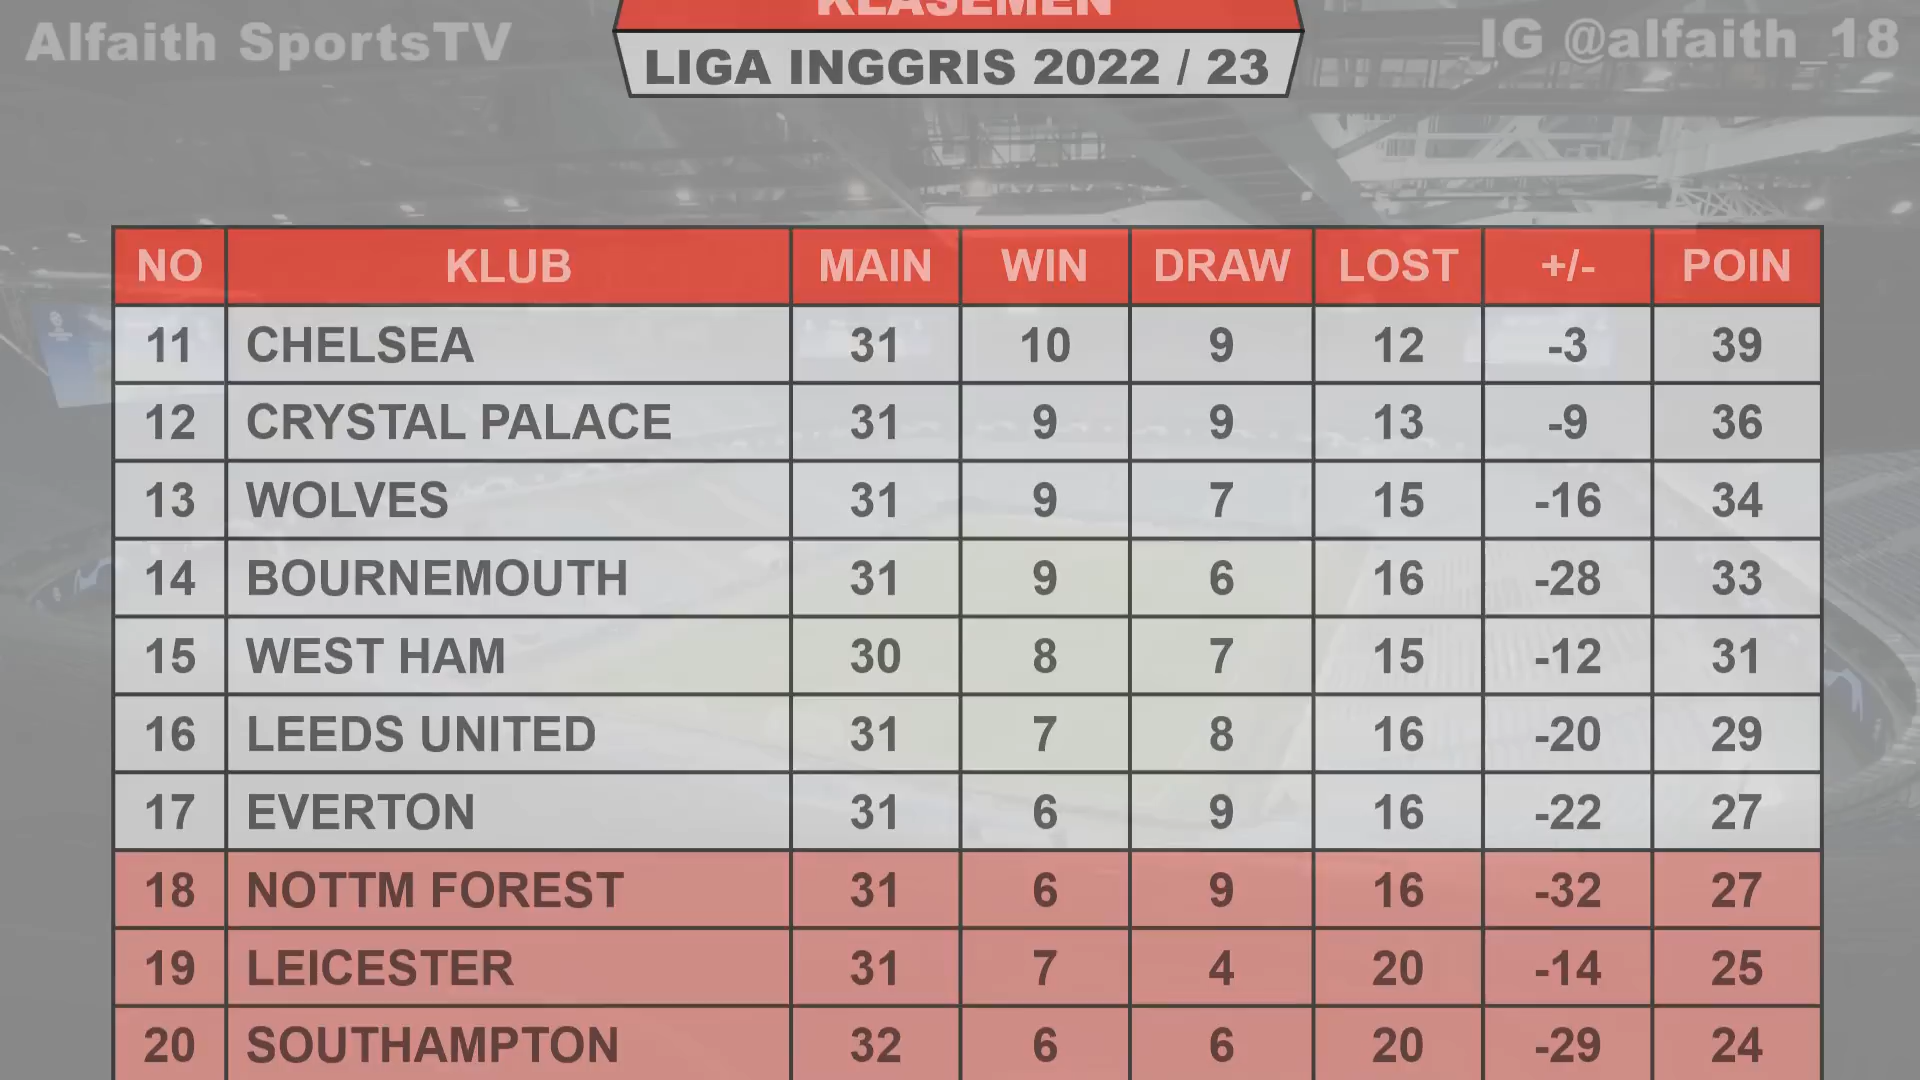 KLASEMEN
Alfaith SportsTV
IG @alfaith_18
LIGA INGGRIS 2022 / 23
NO KLUB MAIN WIN DRAW LOST +/- POIN
11 CHELSEA 31 10 9 12 -3 39
12 CRYSTAL PALACE 31 9 9 13 -9 36
13 WOLVES 31 9 7 15 -16 34
14 BOURNEMOUTH 31 9 6 16 -28 33
15 WEST HAM 30 8 7 15 -12 31
16 LEEDS UNITED 31 7 8 16 -20 29
17 EVERTON 31 6 9 16 -22 27
18 NOTTM FOREST 31 6 9 16 -32 27
19 LEICESTER 31 7 4 20 -14 25
20 SOUTHAMPTON 32 6 6 20 -29 24